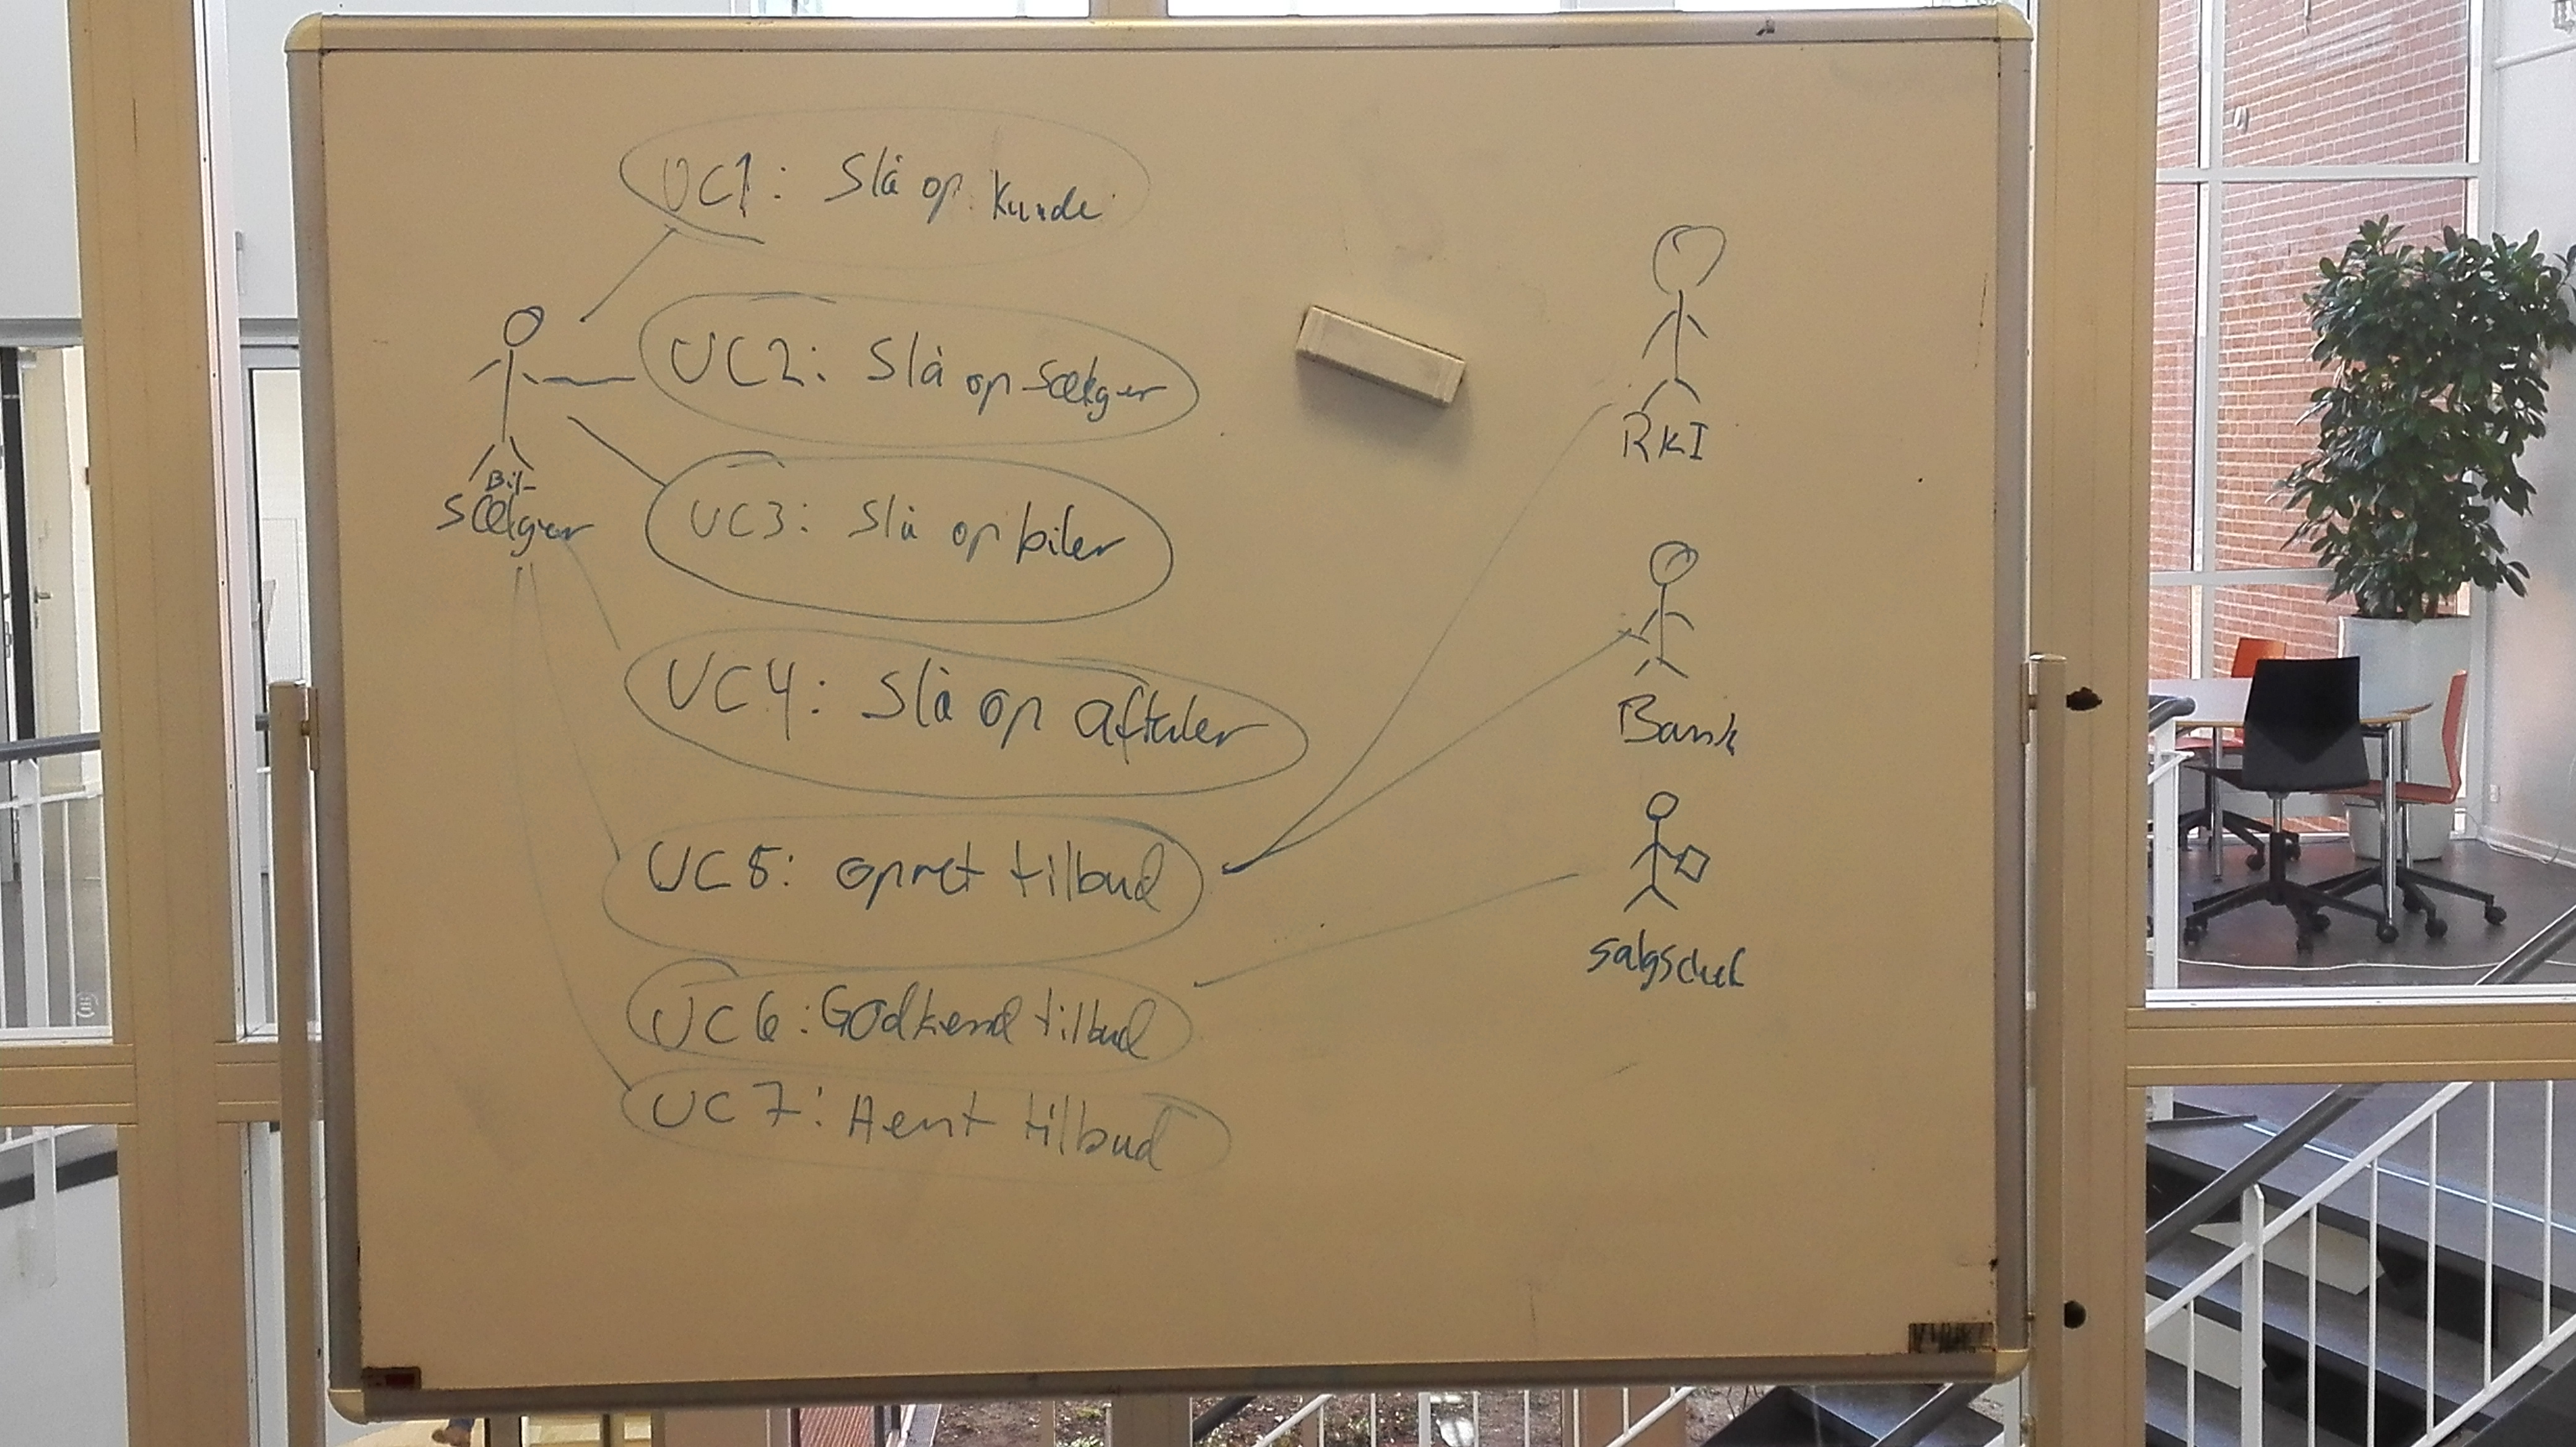 UC1: Slå op kunde
UC2: Slå op sælger
UC3: Slå op biler
UC4: Slå op aftaler
UC5: opret tilbud
UC6: Godkend tilbud
UC7: Hent tilbud
Bil-
sælger
RKI
Bank
salgschef